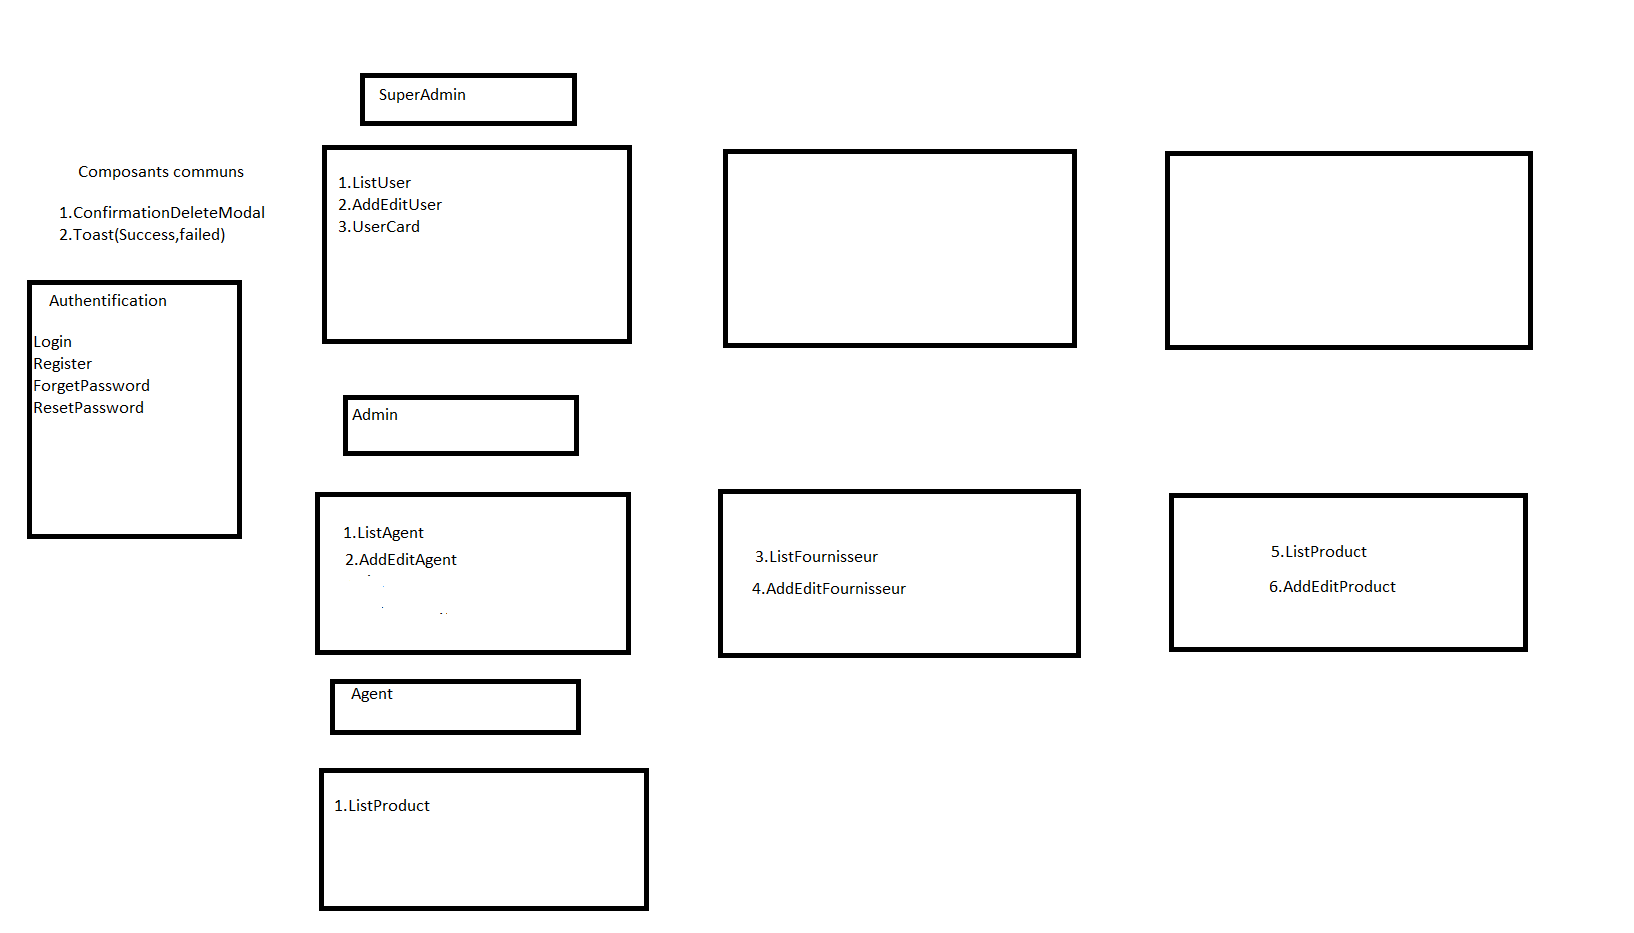 SuperAdmin
Composants communs
1.ConfirmationDeleteModal
2.Toast(Success,failed)
1.ListUser
2.AddEditUser
3.UserCard
Authentification
Login
Register
ForgetPassword
ResetPassword
Admin
1.ListAgent
2.AddEditAgent
3.ListFournisseur
4.AddEditFournisseur
5.ListProduct
6.AddEditProduct
Agent
1.ListProduct